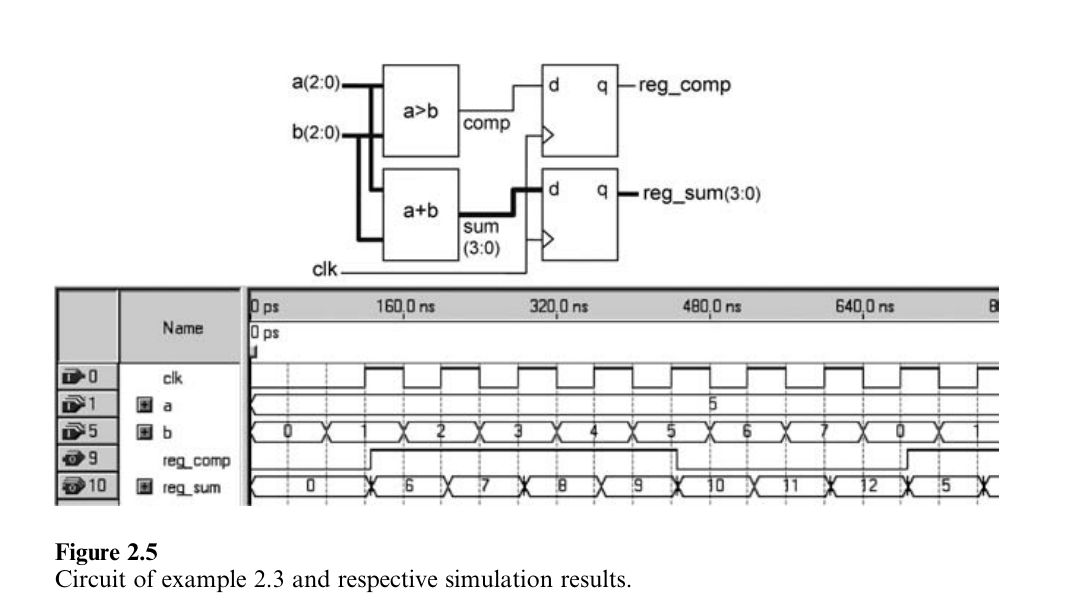 a(2:0)
b(2:0)
a>b
comp
d q
reg_comp
a+b
sum
(3:0)
d q
reg_sum(3:0)
clk
Name
0 ps 160,0 ns 320,0 ns 480,0 ns 640,0 ns 8
0 ps
0 clk
1 a 5
5 b 0 1 2 3 4 5 6 7 0 1
9 reg_comp
10 reg_sum 0 6 7 8 9 10 11 12 5
Figure 2.5
Circuit of example 2.3 and respective simulation results.